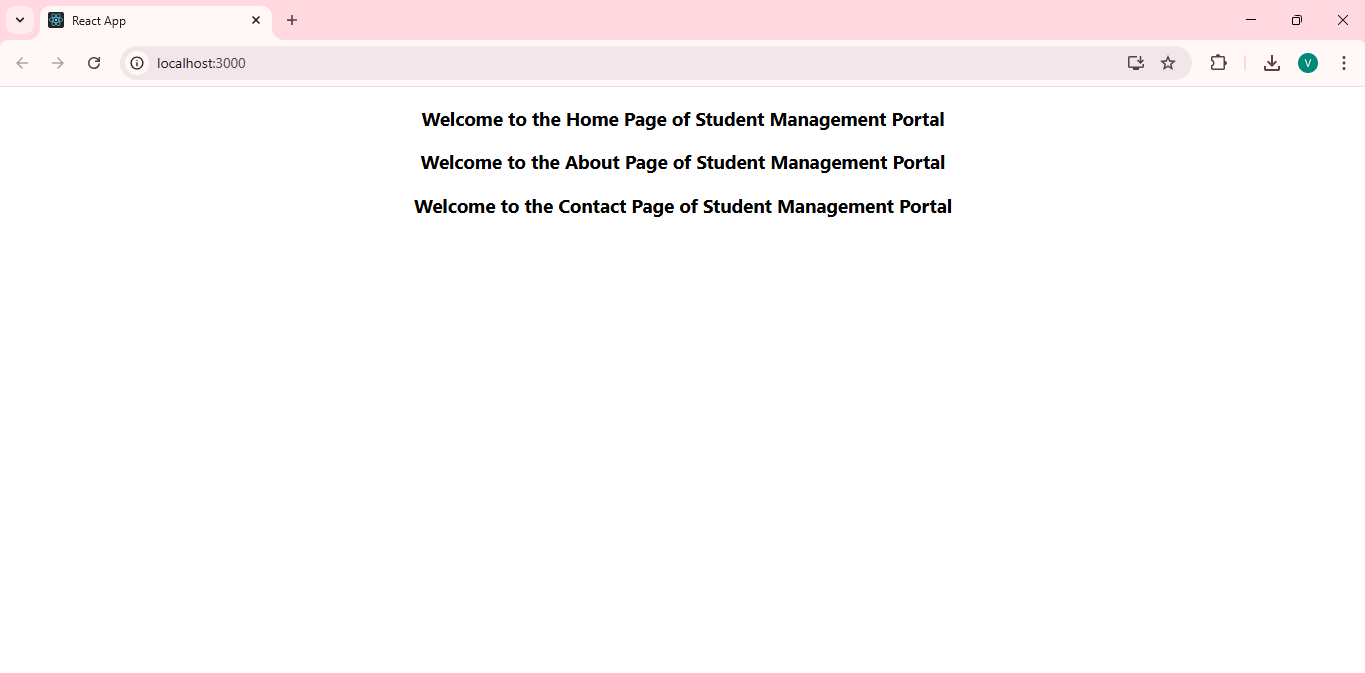 React App
localhost:3000
V
Welcome to the Home Page of Student Management Portal
Welcome to the About Page of Student Management Portal
Welcome to the Contact Page of Student Management Portal